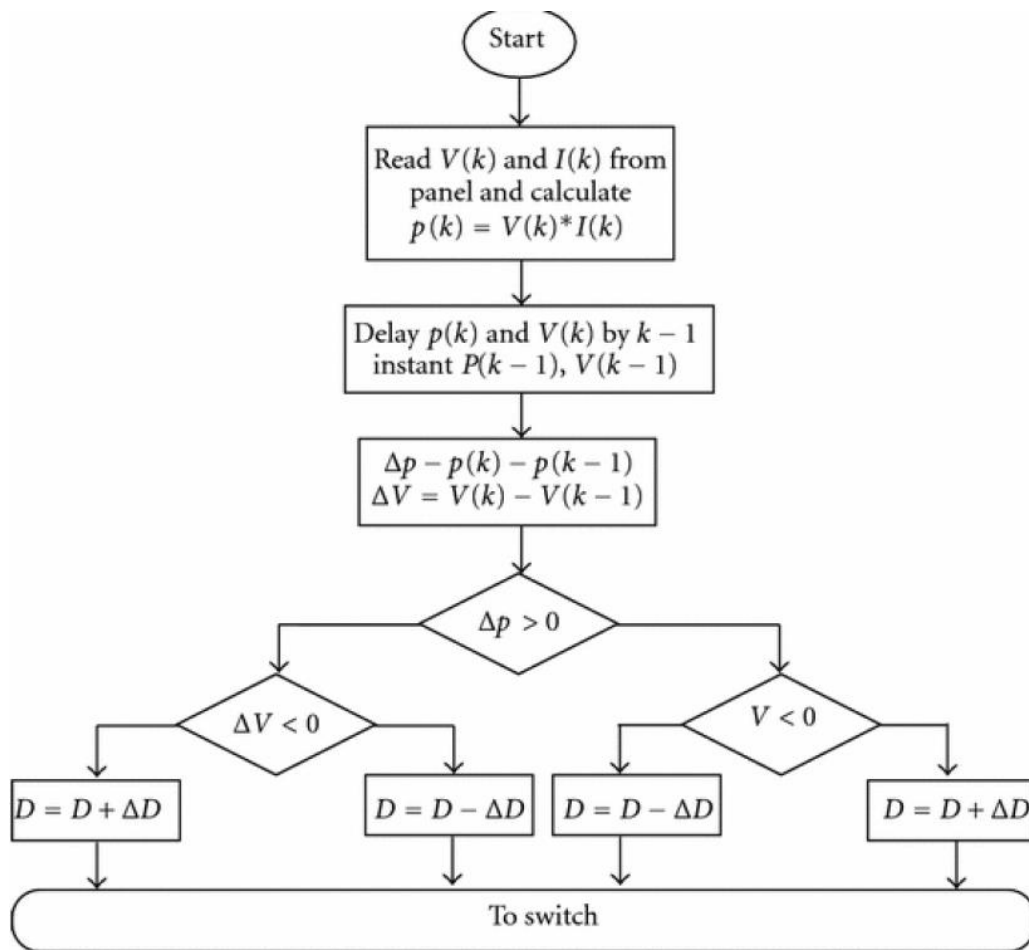 Start
Read V(k) and I(k) from
panel and calculate
p(k) = V(k)*I(k)
Delay p(k) and V(k) by k − 1
instant P(k − 1), V(k − 1)
Δp − p(k) − p(k − 1)
ΔV = V(k) − V(k − 1)
Δp > 0
ΔV < 0
V < 0
D = D + ΔD
D = D − ΔD
D = D − ΔD
D = D + ΔD
To switch